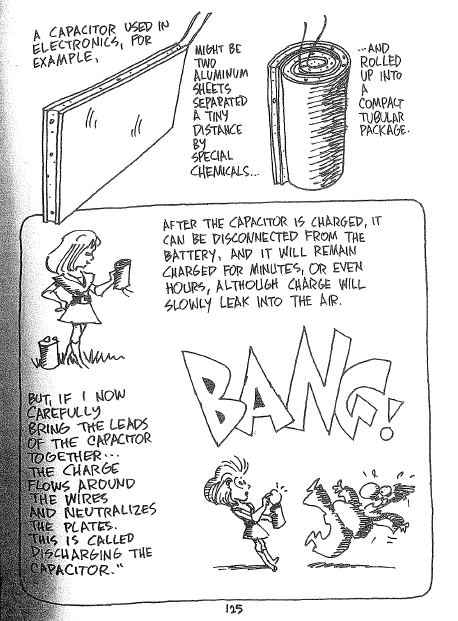 A CAPACITOR USED IN
ELECTRONICS, FOR
EXAMPLE,
MIGHT BE
TWO
ALUMINUM
SHEETS
SEPARATED
A TINY
DISTANCE
BY
SPECIAL
CHEMICALS...
...AND
ROLLED
UP INTO
A
COMPACT
TUBULAR
PACKAGE.
AFTER THE CAPACITOR IS CHARGED, IT
CAN BE DISCONNECTED FROM THE
BATTERY, AND IT WILL REMAIN
CHARGED FOR MINUTES, OR EVEN
HOURS, ALTHOUGH CHARGE WILL
SLOWLY LEAK INTO THE AIR.
BANG!
BUT, IF I NOW
CAREFULLY
BRING THE LEADS
OF THE CAPACITOR
TOGETHER...
THE CHARGE
FLOWS AROUND
THE WIRES
AND NEUTRALIZES
THE PLATES.
THIS IS CALLED
DISCHARGING THE
CAPACITOR."
125